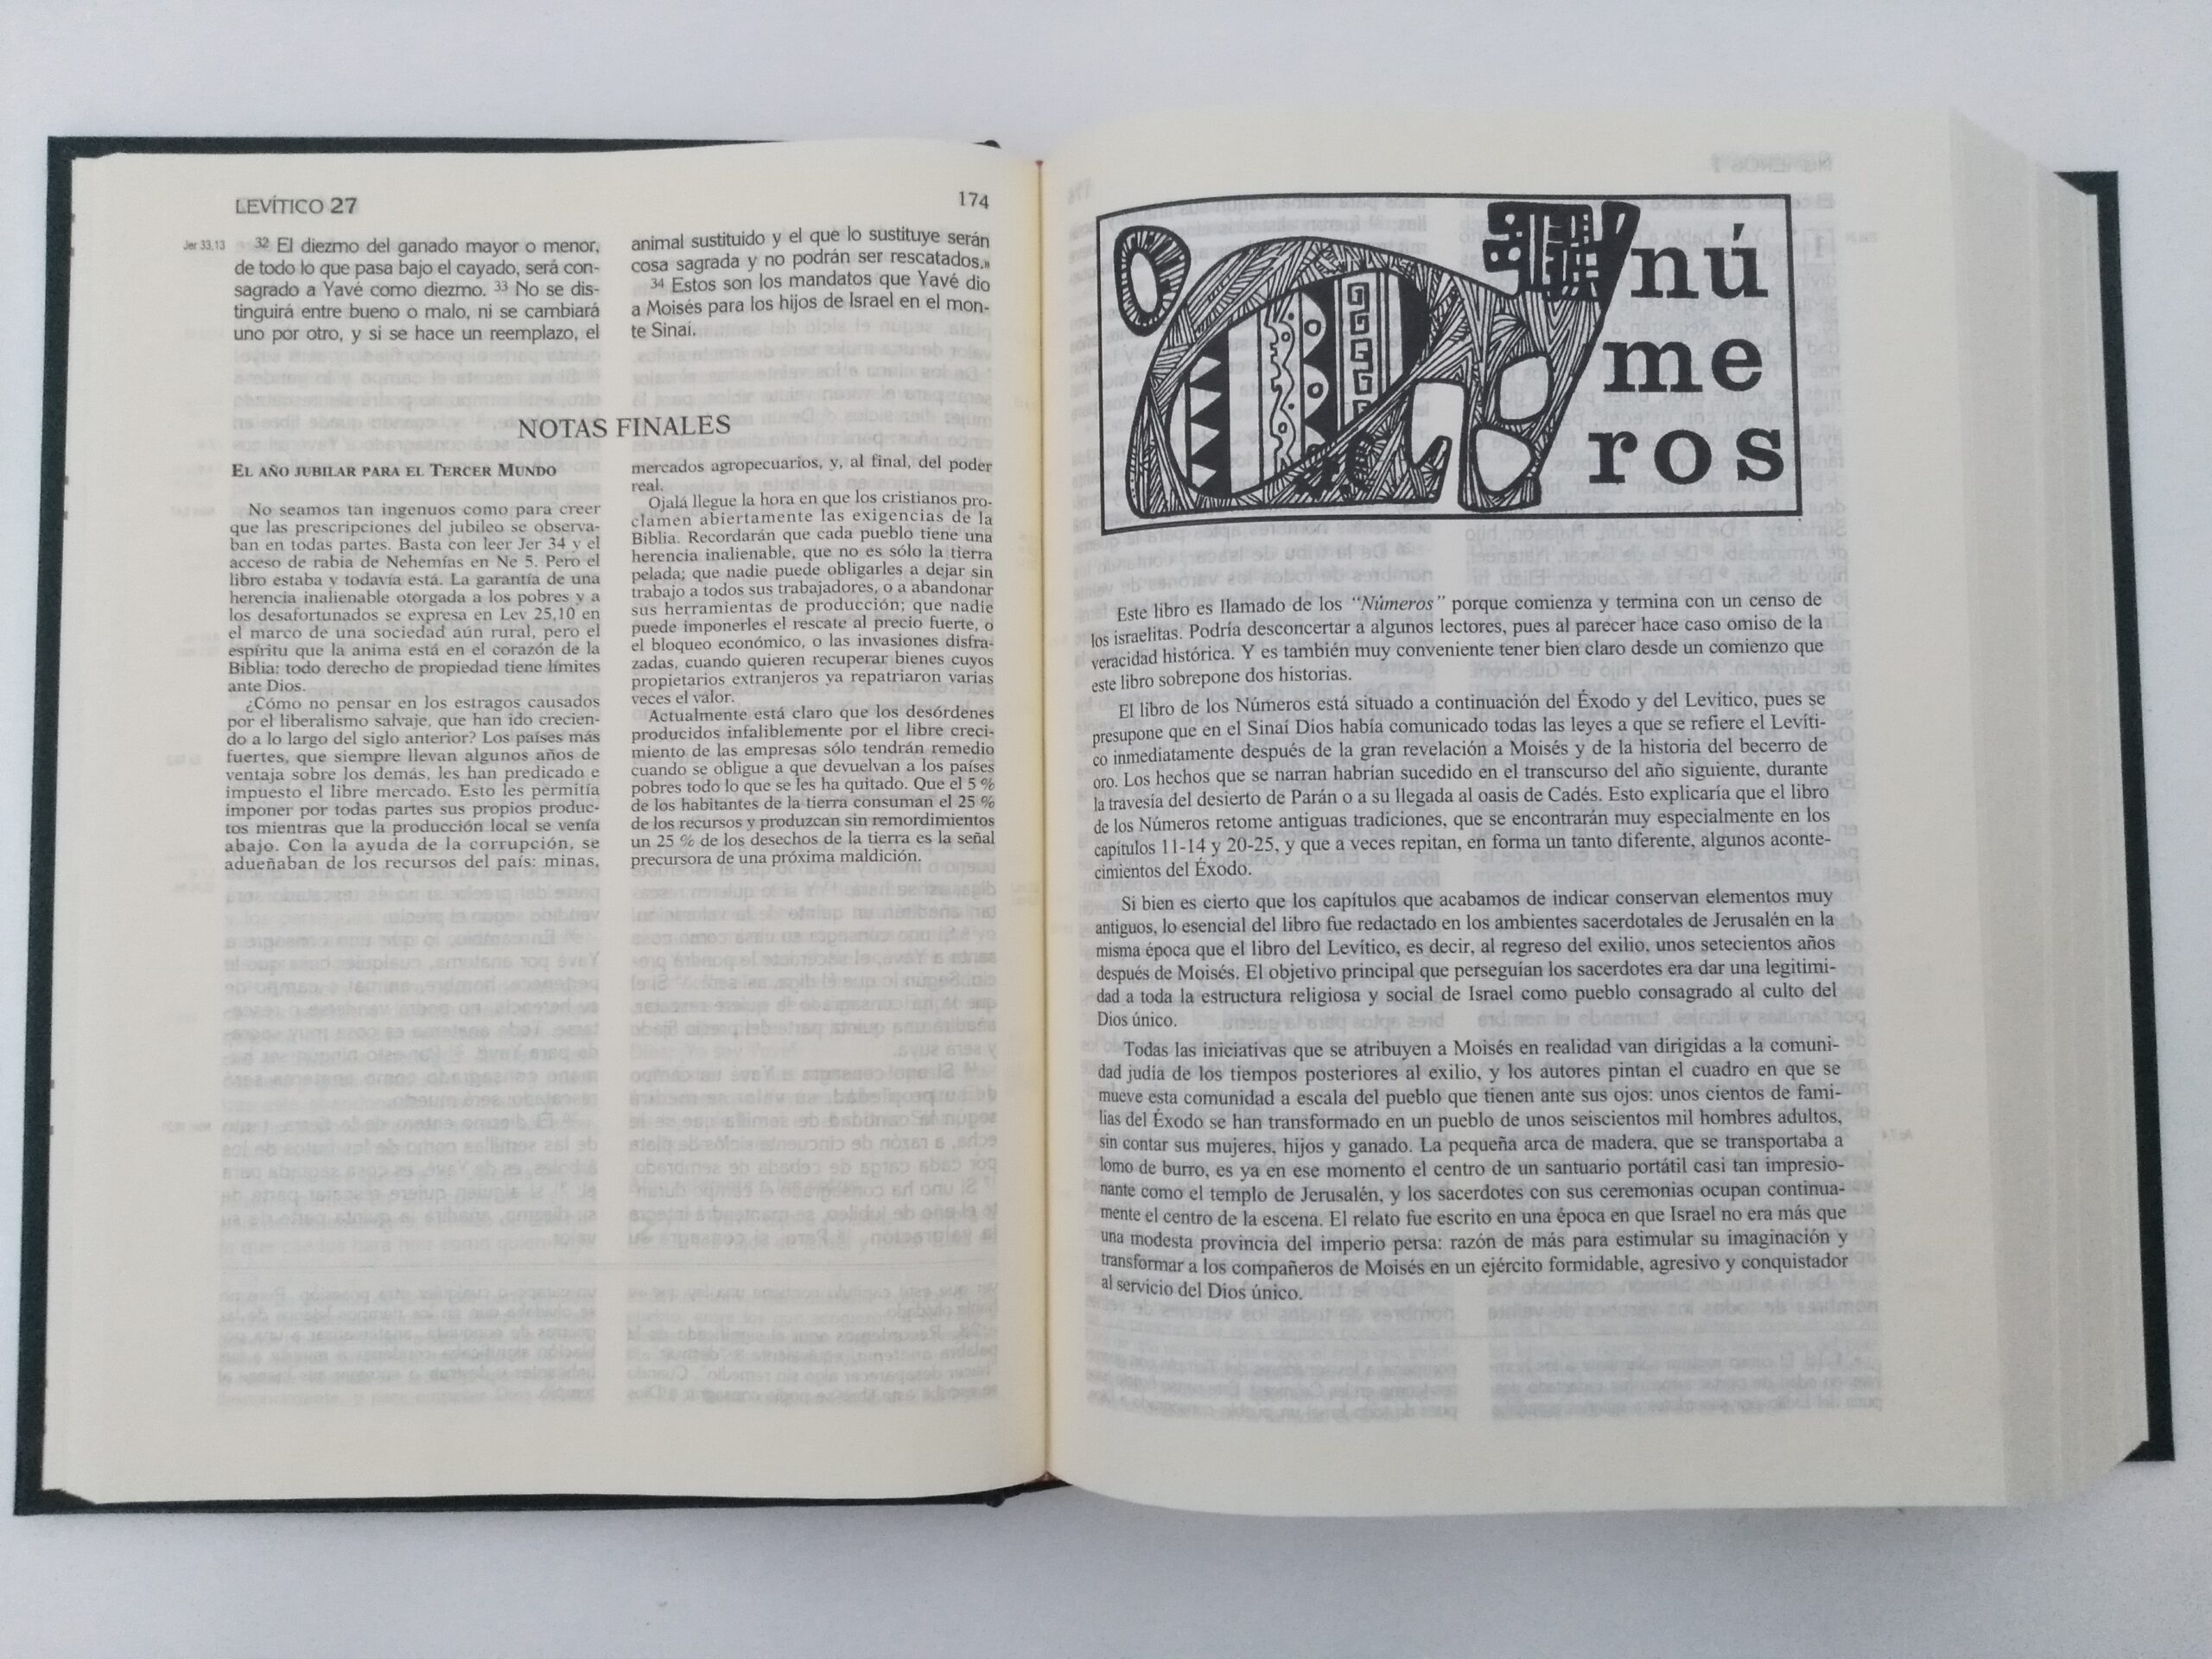 LEVÍTICO 27
174
Jer 33,13
32 El diezmo del ganado mayor o menor,
de todo lo que pasa bajo el cayado, será con-
sagrado a Yavé como diezmo. 33 No se dis-
tinguirá entre bueno o malo, ni se cambiará
uno por otro, y si se hace un reemplazo, el
animal sustituido y el que lo sustituye serán
cosa sagrada y no podrán ser rescatados.»
34 Estos son los mandatos que Yavé dio
a Moisés para los hijos de Israel en el mon-
te Sinaí.
NOTAS FINALES
EL AÑO JUBILAR PARA EL TERCER MUNDO
No seamos tan ingenuos como para creer
que las prescripciones del jubileo se observa-
ban en todas partes. Basta con leer Jer 34 y el
acceso de rabia de Nehemías en Ne 5. Pero el
libro estaba y todavía está. La garantía de una
herencia inalienable otorgada a los pobres y a
los desafortunados se expresa en Lev 25,10 en
el marco de una sociedad aún rural, pero el
espíritu que la anima está en el corazón de la
Biblia: todo derecho de propiedad tiene límites
ante Dios.
¿Cómo no pensar en los estragos causados
por el liberalismo salvaje, que han ido crecien-
do a lo largo del siglo anterior? Los países más
fuertes, que siempre llevan algunos años de
ventaja sobre los demás, les han predicado e
impuesto el libre mercado. Esto les permitía
imponer por todas partes sus propios produc-
tos mientras que la producción local se venía
abajo. Con la ayuda de la corrupción, se
adueñaban de los recursos del país: minas,
mercados agropecuarios, y, al final, del poder
real.
Ojalá llegue la hora en que los cristianos pro-
clamen abiertamente las exigencias de la
Biblia. Recordarán que cada pueblo tiene una
herencia inalienable, que no es sólo la tierra
pelada; que nadie puede obligarles a dejar sin
trabajo a todos sus trabajadores, o a abandonar
sus herramientas de producción; que nadie
puede imponerles el rescate al precio fuerte, o
el bloqueo económico, o las invasiones disfra-
zadas, cuando quieren recuperar bienes cuyos
propietarios extranjeros ya repatriaron varias
veces el valor.
Actualmente está claro que los desórdenes
producidos infaliblemente por el libre creci-
miento de las empresas sólo tendrán remedio
cuando se obligue a que devuelvan a los países
pobres todo lo que se les ha quitado. Que el 5 %
de los habitantes de la tierra consuman el 25 %
de los recursos y produzcan sin remordimientos
un 25 % de los desechos de la tierra es la señal
precursora de una próxima maldición.
nú
me
ros
Este libro es llamado de los "Números" porque comienza y termina con un censo de
los israelitas. Podría desconcertar a algunos lectores, pues al parecer hace caso omiso de la
veracidad histórica. Y es también muy conveniente tener bien claro desde un comienzo que
este libro sobrepone dos historias.
El libro de los Números está situado a continuación del Éxodo y del Levítico, pues se
presupone que en el Sinaí Dios había comunicado todas las leyes a que se refiere el Levíti-
co inmediatamente después de la gran revelación a Moisés y de la historia del becerro de
oro. Los hechos que se narran habrían sucedido en el transcurso del año siguiente, durante
la travesía del desierto de Parán o a su llegada al oasis de Cadés. Esto explicaría que el libro
de los Números retome antiguas tradiciones, que se encontrarán muy especialmente en los
capítulos 11-14 y 20-25, y que a veces repitan, en forma un tanto diferente, algunos aconte-
cimientos del Éxodo.
Si bien es cierto que los capítulos que acabamos de indicar conservan elementos muy
antiguos, lo esencial del libro fue redactado en los ambientes sacerdotales de Jerusalén en la
misma época que el libro del Levítico, es decir, al regreso del exilio, unos setecientos años
después de Moisés. El objetivo principal que perseguían los sacerdotes era dar una legitimi-
dad a toda la estructura religiosa y social de Israel como pueblo consagrado al culto del
Dios único.
Todas las iniciativas que se atribuyen a Moisés en realidad van dirigidas a la comuni-
dad judía de los tiempos posteriores al exilio, y los autores pintan el cuadro en que se
mueve esta comunidad a escala del pueblo que tienen ante sus ojos: unos cientos de fami-
lias del Éxodo se han transformado en un pueblo de unos seiscientos mil hombres adultos,
sin contar sus mujeres, hijos y ganado. La pequeña arca de madera, que se transportaba a
lomo de burro, es ya en ese momento el centro de un santuario portátil casi tan impresio-
nante como el templo de Jerusalén, y los sacerdotes con sus ceremonias ocupan continua-
mente el centro de la escena. El relato fue escrito en una época en que Israel no era más que
una modesta provincia del imperio persa: razón de más para estimular su imaginación y
transformar a los compañeros de Moisés en un ejército formidable, agresivo y conquistador
al servicio del Dios único.